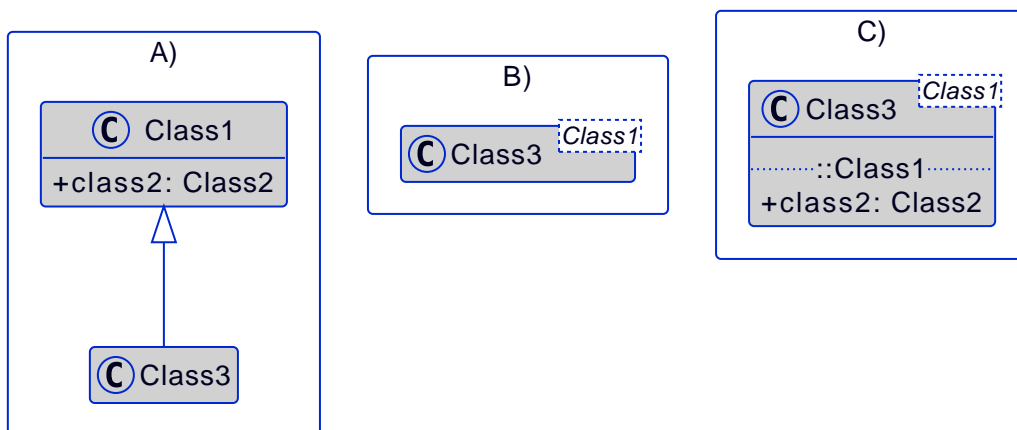 A)
C Class1
+class2: Class2
C Class3
B)
Class1
C Class3
C)
Class1
C Class3
::Class1
+class2: Class2